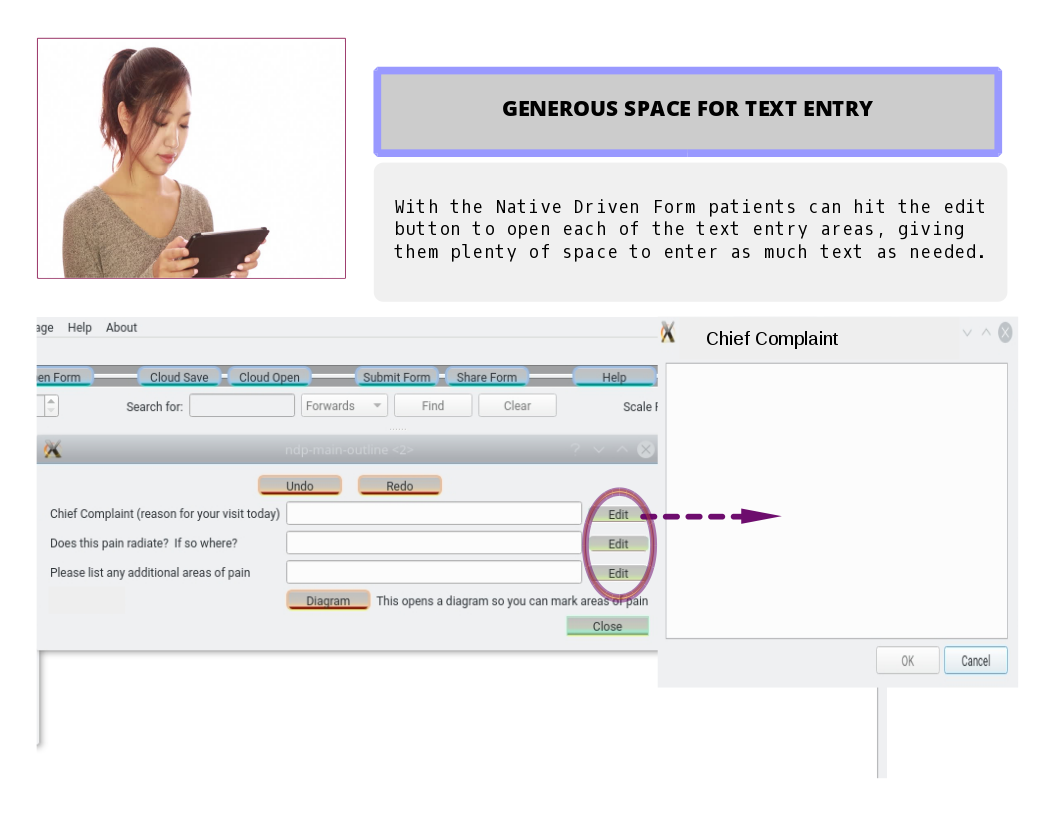 GENEROUS SPACE FOR TEXT ENTRY
With the Native Driven Form patients can hit the edit
button to open each of the text entry areas, giving
them plenty of space to enter as much text as needed.
age Help About
en Form Cloud Save Cloud Open Submit Form Share Form Help
Search for: Forwards Find Clear Scale F
ndp-main-outline <2>
Undo Redo
Chief Complaint (reason for your visit today) Edit
Does this pain radiate? If so where? Edit
Please list any additional areas of pain Edit
Diagram This opens a diagram so you can mark areas of pain
Close
Chief Complaint
OK Cancel